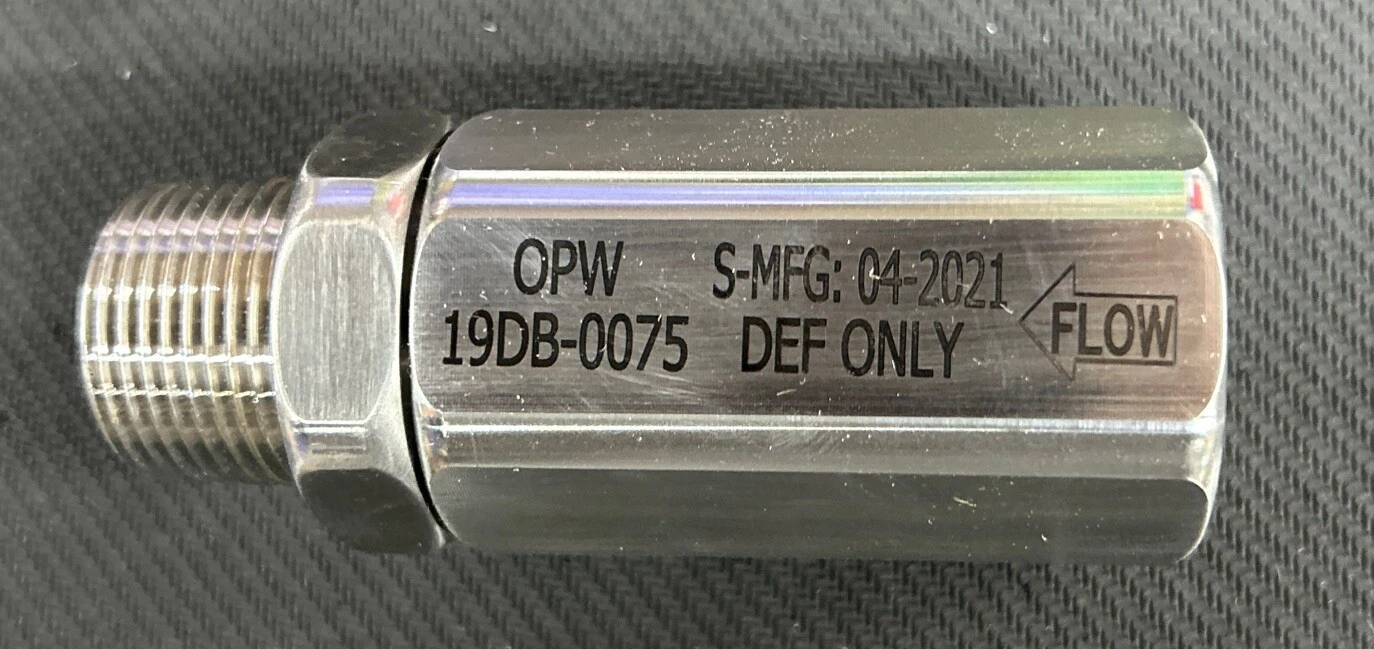 OPW
19DB-0075
S-MFG: 04-2021
DEF ONLY
FLOW